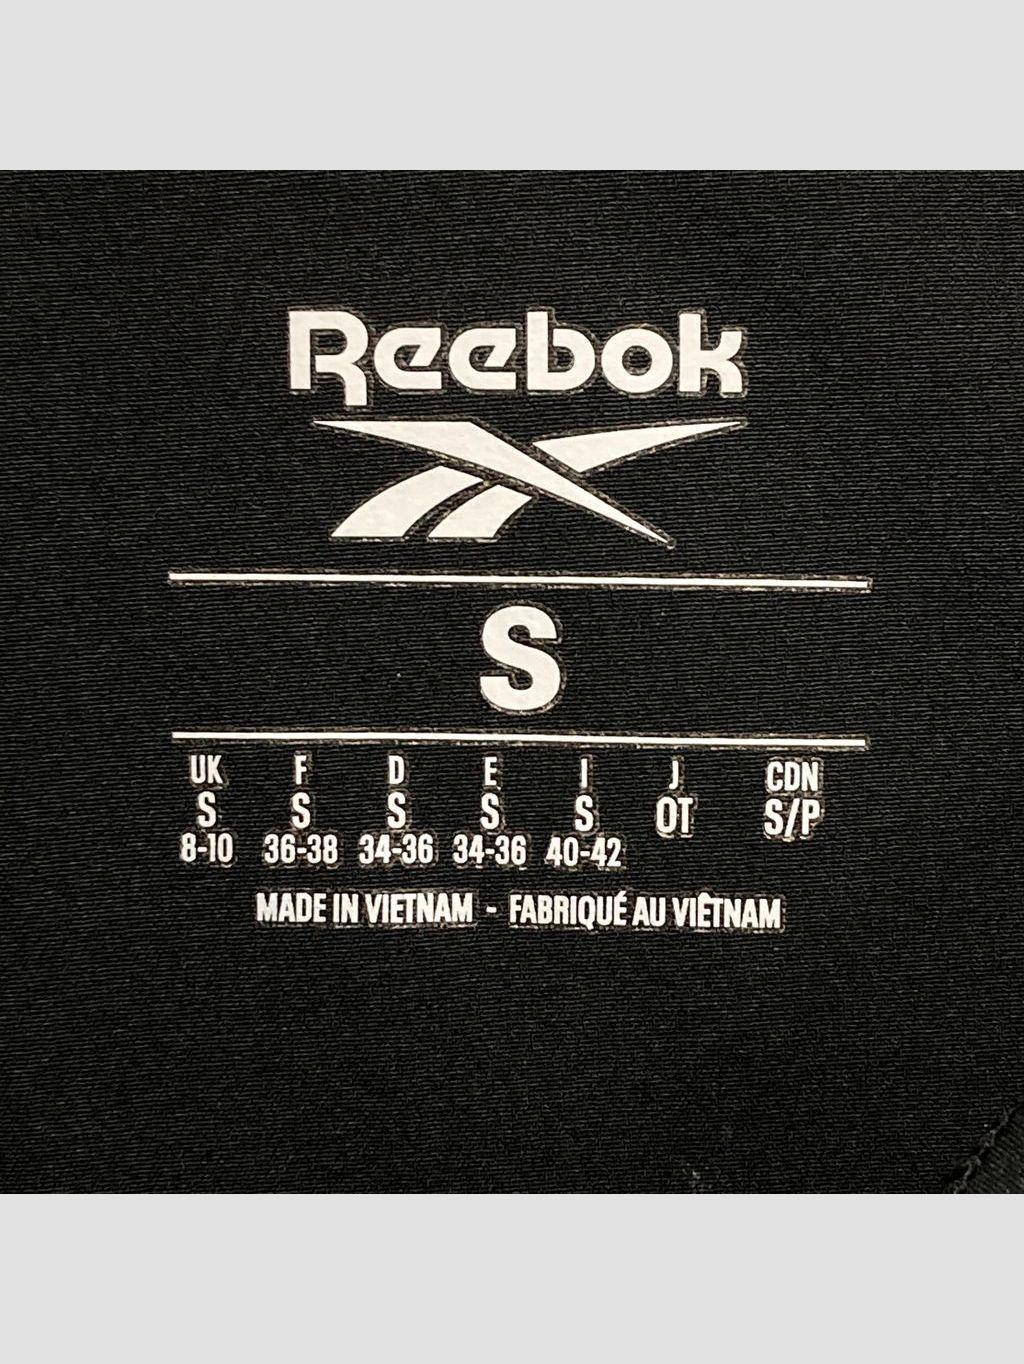 Reebok
S
UK F D E I J CDN
S S S S S OT S/P
8-10 36-38 34-36 34-36 40-42
MADE IN VIETNAM - FABRIQUÉ AU VIÊTNAM